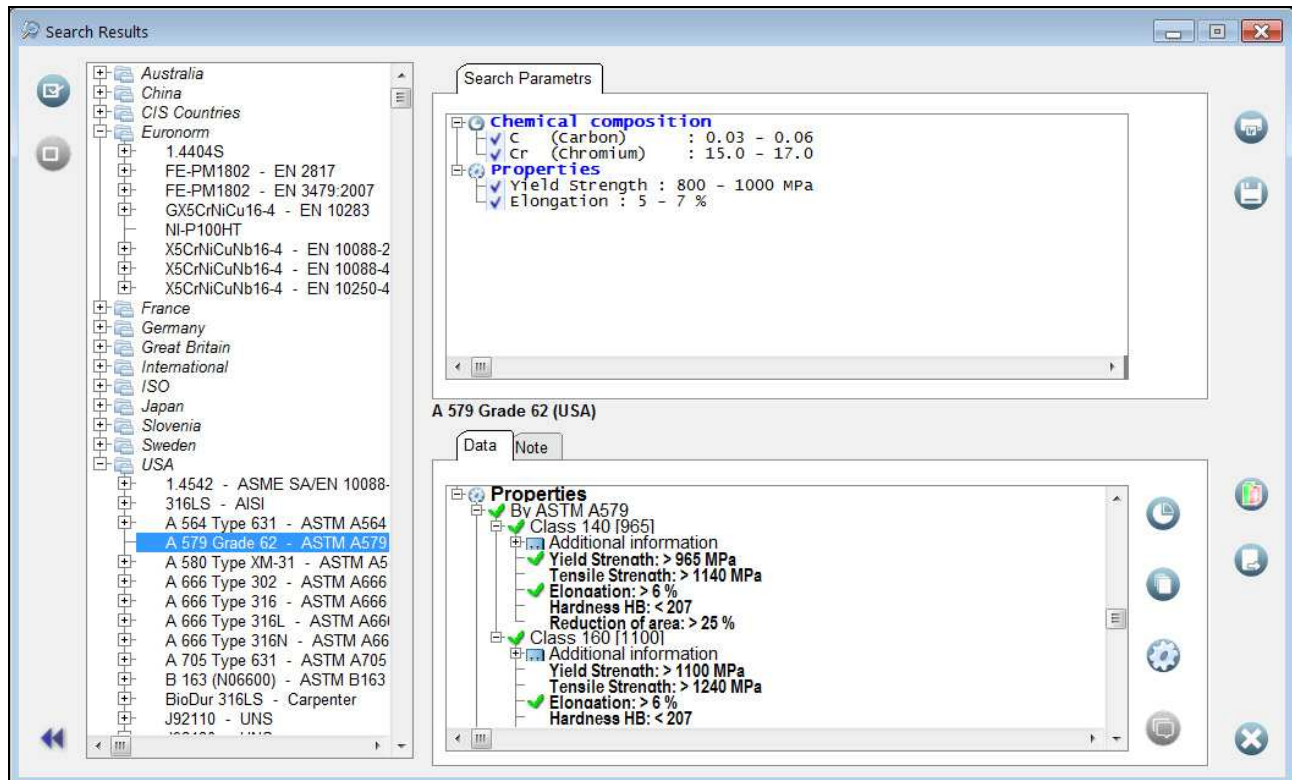 Search Results
Australia
China
CIS Countries
Euronorm
1.4404S
FE-PM1802 - EN 2817
FE-PM1802 - EN 3479:2007
GX5CrNiCu16-4 - EN 10283
NI-P100HT
X5CrNiCuNb16-4 - EN 10088-2
X5CrNiCuNb16-4 - EN 10088-4
X5CrNiCuNb16-4 - EN 10250-4
France
Germany
Great Britain
International
ISO
Japan
Slovenia
Sweden
USA
1.4542 - ASME SA/EN 10088-
316LS - AISI
A 564 Type 631 - ASTM A564
A 579 Grade 62 - ASTM A579
A 580 Type XM-31 - ASTM A5
A 666 Type 302 - ASTM A666
A 666 Type 316 - ASTM A666
A 666 Type 316L - ASTM A66
A 666 Type 316N - ASTM A66
A 705 Type 631 - ASTM A705
B 163 (N06600) - ASTM B163
BioDur 316LS - Carpenter
J92110 - UNS
Search Parametrs
Chemical composition
C (Carbon) : 0.03 - 0.06
Cr (Chromium) : 15.0 - 17.0
Properties
Yield Strength : 800 - 1000 MPa
Elongation : 5 - 7 %
A 579 Grade 62 (USA)
Data Note
Properties
By ASTM A579
Class 140 [965]
Additional information
Yield Strength: > 965 MPa
Tensile Strength: > 1140 MPa
Elongation: > 6 %
Hardness HB: < 207
Reduction of area: > 25 %
Class 160 [1100]
Additional information
Yield Strength: > 1100 MPa
Tensile Strength: > 1240 MPa
Elongation: > 6 %
Hardness HB: < 207